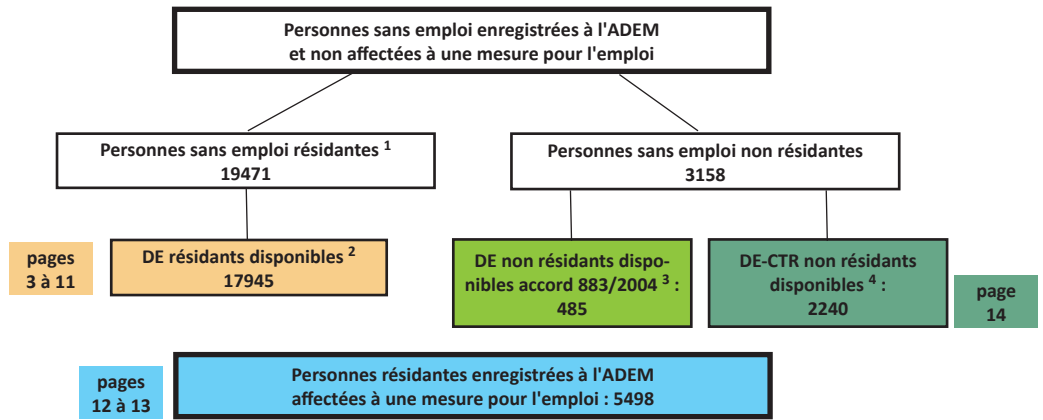 Personnes sans emploi enregistrées à l'ADEM
et non affectées à une mesure pour l'emploi
Personnes sans emploi résidantes ¹
19471
Personnes sans emploi non résidantes
3158
pages
3 à 11
DE résidants disponibles ²
17945
DE non résidants dispo-
nibles accord 883/2004 ³ :
485
DE-CTR non résidants
disponibles ⁴ :
2240
page
14
pages
12 à 13
Personnes résidantes enregistrées à l'ADEM
affectées à une mesure pour l'emploi : 5498